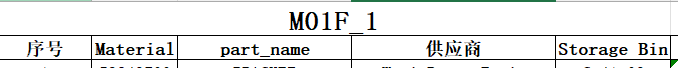 M01F_1
序号 Material part_name 供应商 Storage Bin